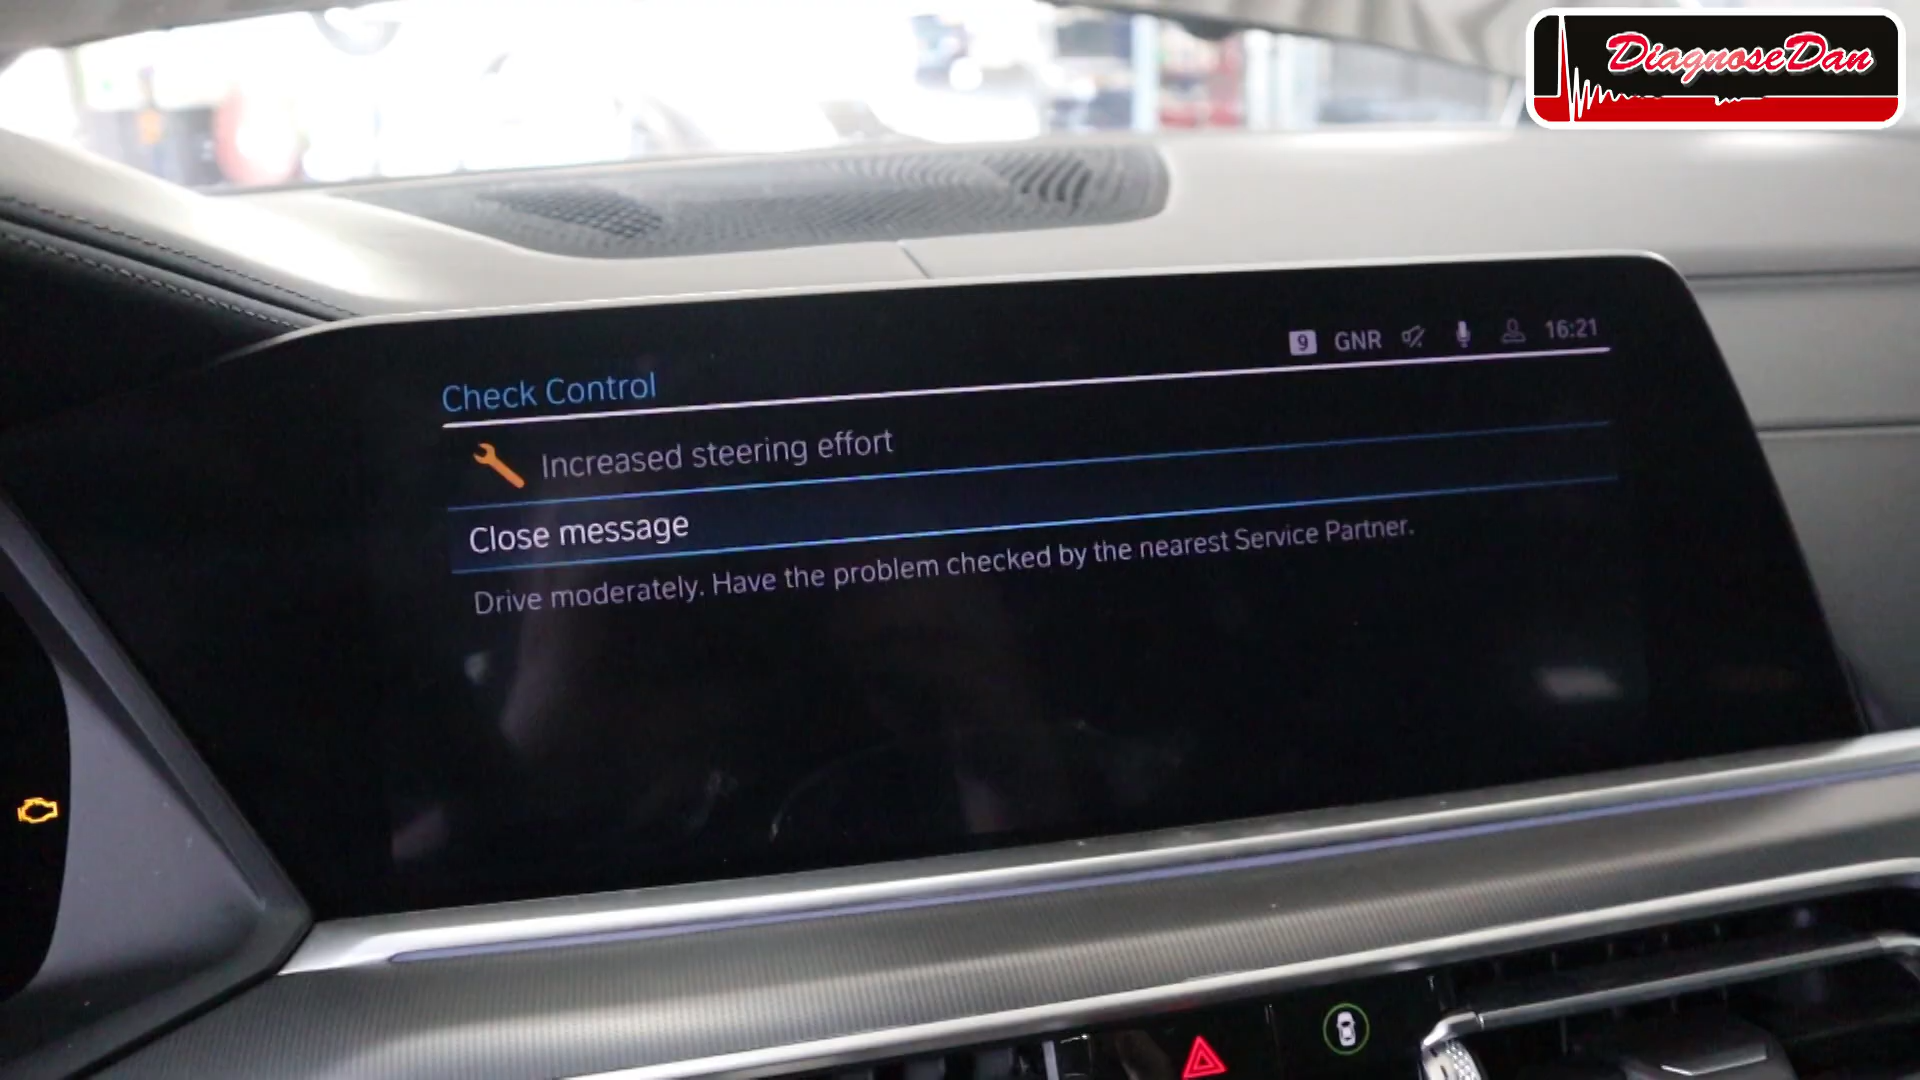 DiagnoseDan
9 GNR 16:21
Check Control
Increased steering effort
Close message
Drive moderately. Have the problem checked by the nearest Service Partner.